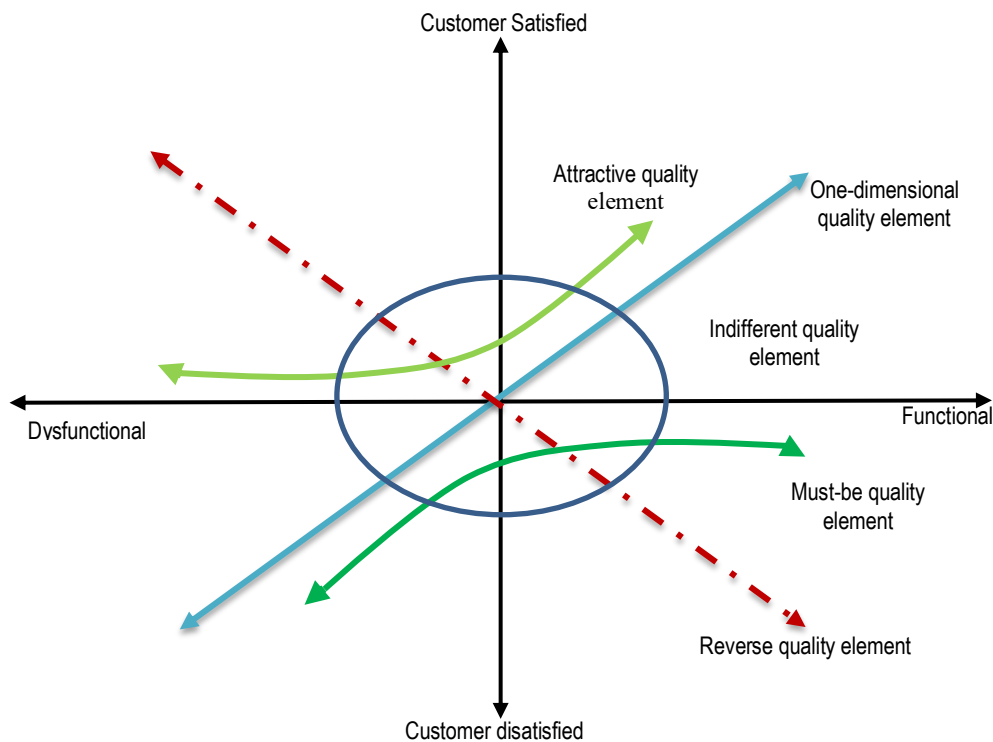 Customer Satisfied
Attractive quality
element
One-dimensional
quality element
Indifferent quality
element
Dysfunctional
Functional
Must-be quality
element
Reverse quality element
Customer disatisfied